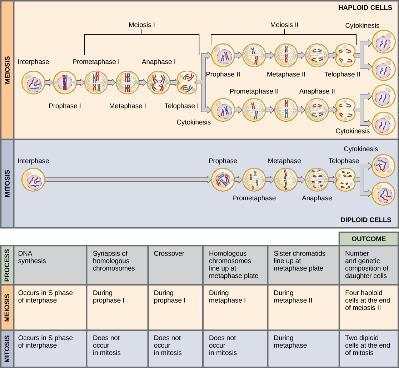 HAPLOID CELLS
Meiosis I
Meiosis II
Cytokinesis
Interphase
Prometaphase I
Anaphase I
Prophase II
Metaphase II
Telophase II
Prophase I
Metaphase I
Telophase I
Prometaphase II
Anaphase II
Cytokinesis
Cytokinesis
MEIOSIS
Cytokinesis
Interphase
Prophase
Metaphase
Telophase
Prometaphase
Anaphase
DIPLOID CELLS
MITOSIS
OUTCOME
PROCESS
DNA
synthesis
Synapsis of
homologous
chromosomes
Crossover
Homologous
chromosomes
line up at
metaphase plate
Sister chromatids
line up at
metaphase plate
Number
and genetic
composition of
daughter cells
MEIOSIS
Occurs in S phase
of interphase
During
prophase I
During
prophase I
During
metaphase I
During
metaphase II
Four haploid
cells at the end
of meiosis II
MITOSIS
Occurs in S phase
of interphase
Does not
occur
in mitosis
Does not
occur
in mitosis
Does not
occur
in mitosis
During
metaphase
Two diploid
cells at the end
of mitosis